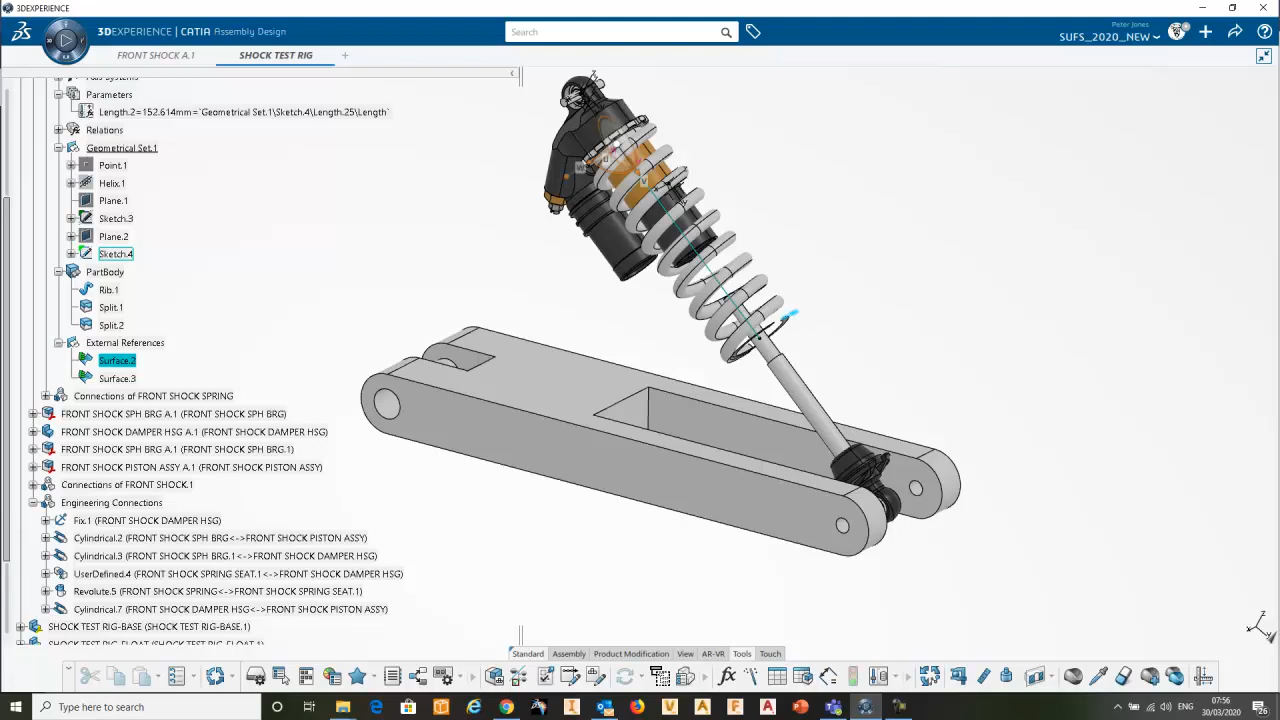 3DEXPERIENCE
3DEXPERIENCE | CATIA Assembly Design
Search
Peter Jones
SUFS_2020_NEW
FRONT SHOCK A.1
SHOCK TEST RIG
+
Parameters
Length.2=152.614mm=`Geometrical Set.1\Sketch.4\Length.25\Length`
Relations
Geometrical Set.1
Point.1
Helix.1
Plane.1
Sketch.3
Plane.2
Sketch.4
PartBody
Rib.1
Split.1
Split.2
External References
Surface.2
Surface.3
Connections of FRONT SHOCK SPRING
FRONT SHOCK SPH BRG A.1 (FRONT SHOCK SPH BRG)
FRONT SHOCK DAMPER HSG A.1 (FRONT SHOCK DAMPER HSG)
FRONT SHOCK SPH BRG A.1 (FRONT SHOCK SPH BRG.1)
FRONT SHOCK PISTON ASSY A.1 (FRONT SHOCK PISTON ASSY)
Connections of FRONT SHOCK.1
Engineering Connections
Fix.1 (FRONT SHOCK DAMPER HSG)
Cylindrical.2 (FRONT SHOCK SPH BRG<->FRONT SHOCK PISTON ASSY)
Cylindrical.3 (FRONT SHOCK SPH BRG.1<->FRONT SHOCK DAMPER HSG)
UserDefined.4 (FRONT SHOCK SPRING SEAT.1<->FRONT SHOCK DAMPER HSG)
Revolute.5 (FRONT SHOCK SPRING<->FRONT SHOCK SPRING SEAT.1)
Cylindrical.7 (FRONT SHOCK DAMPER HSG<->FRONT SHOCK PISTON ASSY)
SHOCK TEST RIG-BASE (SHOCK TEST RIG-BASE.1)
SHOCK TEST RIG-FLOAT (SHOCK TEST RIG-FLOAT.1)
Standard Assembly Product Modification View AR-VR Tools Touch
Type here to search
ENG
07:56
30/03/2020